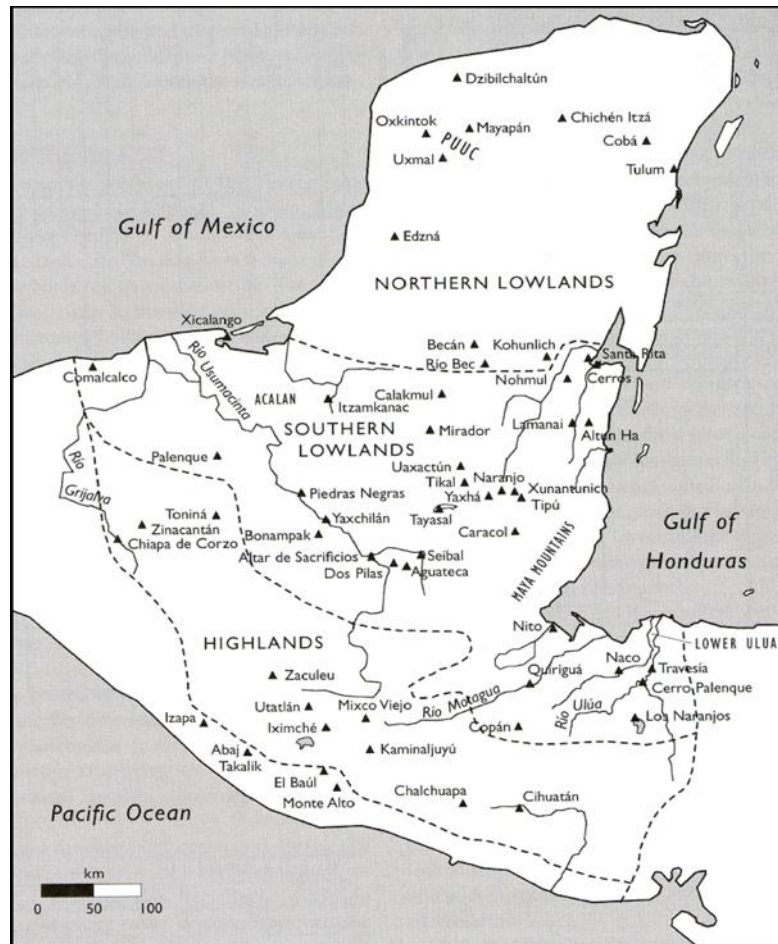 Dzibilchaltún
Oxkintok
Mayapán
Chichén Itzá
PUUC
Cobá
Uxmal
Tulum
Gulf of Mexico
Edzná
NORTHERN LOWLANDS
Xicalango
Becán
Kohunlich
Santa Rita
Río Bec
Comalcalco
Río Usumacinta
Nohmul
Cerros
ACALAN
Calakmul
Itzamkanac
SOUTHERN
LOWLANDS
Mirador
Lamanai
Altun Ha
Palenque
Uaxactún
Río
Grijalva
Tikal
Naranjo
Xunantunich
Piedras Negras
Yaxhá
Tipú
Toniná
Zinacantán
Yaxchilán
Tayasal
Gulf of
Honduras
Chiapa de Corzo
Bonampak
Caracol
Altar de Sacrificios
Seibal
Dos Pilas
Aguateca
MAYA MOUNTAINS
Nito
HIGHLANDS
LOWER ULUA
Zaculeu
Quiriguá
Naco
Travesía
Cerro Palenque
Utatlán
Mixco Viejo
Río Motagua
Río Ulúa
Izapa
Iximché
Copán
Los Naranjos
Abaj
Takalik
Kaminaljuyú
El Baúl
Pacific Ocean
Monte Alto
Chalchuapa
Cihuatán
km
0 50 100